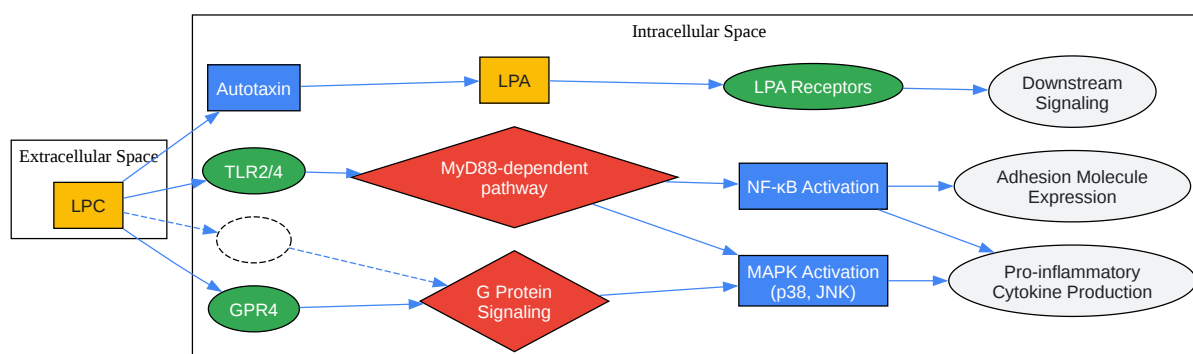 Intracellular Space
Autotaxin
LPA
LPA Receptors
Downstream
Signaling
Extracellular Space
LPC
TLR2/4
MyD88-dependent
pathway
NF-κB Activation
Adhesion Molecule
Expression
GPR4
G Protein
Signaling
MAPK Activation
(p38, JNK)
Pro-inflammatory
Cytokine Production